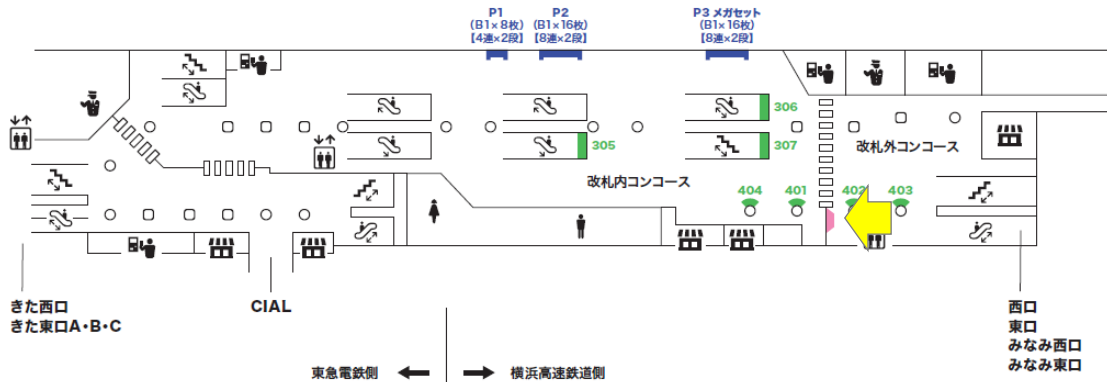 P1
(B1×8枚)
【4連×2段】
P2
(B1×16枚)
【8連×2段】
P3 メガセット
(B1×16枚)
【8連×2段】
306
305
307
改札外コンコース
改札内コンコース
404
401
402
403
きた西口
きた東口A・B・C
CIAL
西口
東口
みなみ西口
みなみ東口
東急電鉄側
横浜高速鉄道側